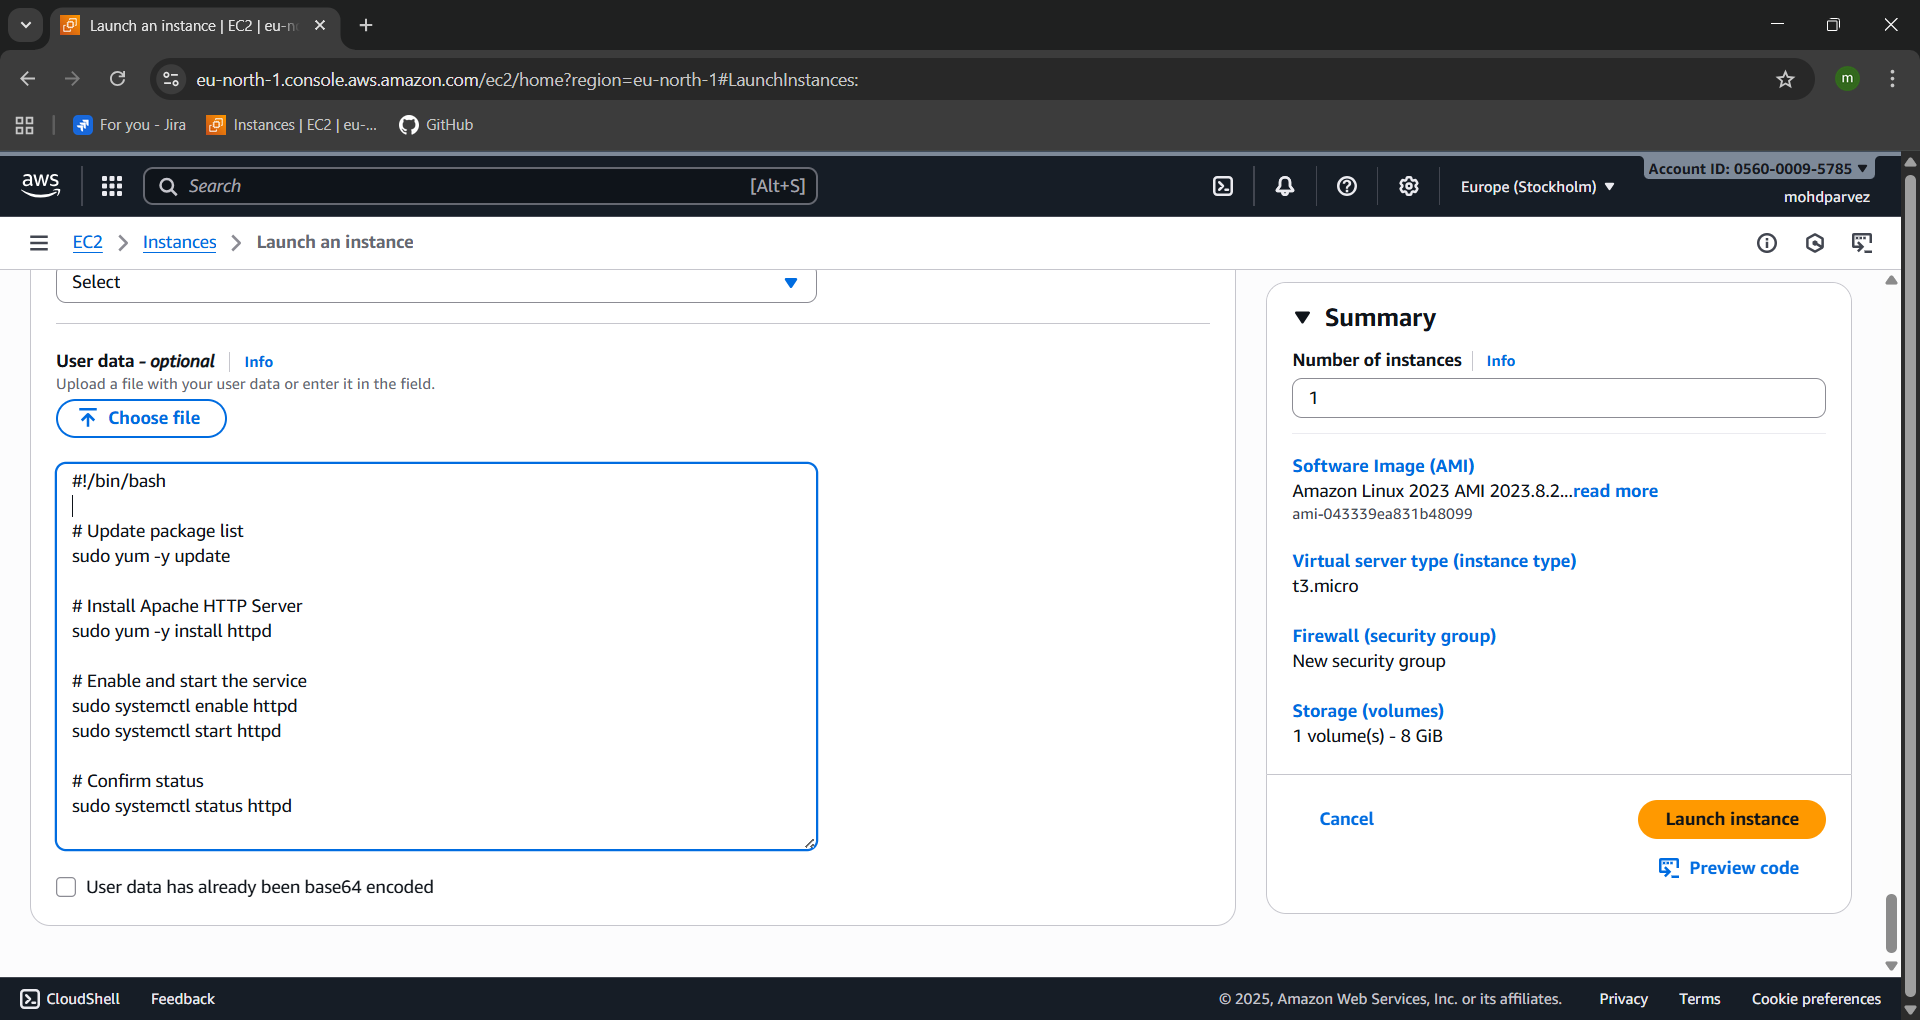 Launch an instance | EC2 | eu-n
eu-north-1.console.aws.amazon.com/ec2/home?region=eu-north-1#LaunchInstances:
m
For you - Jira
Instances | EC2 | eu-...
GitHub
aws
Search
[Alt+S]
Europe (Stockholm)
Account ID: 0560-0009-5785
mohdparvez
EC2
Instances
Launch an instance
Select
User data - optional
Info
Upload a file with your user data or enter it in the field.
Choose file
#!/bin/bash
# Update package list
sudo yum -y update
# Install Apache HTTP Server
sudo yum -y install httpd
# Enable and start the service
sudo systemctl enable httpd
sudo systemctl start httpd
# Confirm status
sudo systemctl status httpd
User data has already been base64 encoded
Summary
Number of instances
Info
1
Software Image (AMI)
Amazon Linux 2023 AMI 2023.8.2...read more
ami-043339ea831b48099
Virtual server type (instance type)
t3.micro
Firewall (security group)
New security group
Storage (volumes)
1 volume(s) - 8 GiB
Cancel
Launch instance
Preview code
CloudShell
Feedback
© 2025, Amazon Web Services, Inc. or its affiliates.
Privacy
Terms
Cookie preferences